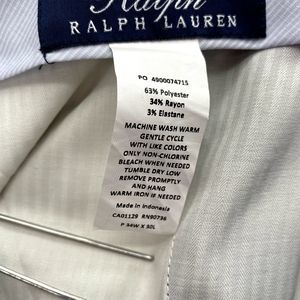 Ralph
RALPH LAUREN
PO 4900074715
63% Polyester
34% Rayon
3% Elastane
MACHINE WASH WARM
GENTLE CYCLE
WITH LIKE COLORS
ONLY NON-CHLORINE
BLEACH WHEN NEEDED
TUMBLE DRY LOW
REMOVE PROMPTLY
AND HANG
WARM IRON IF NEEDED
Made in Indonesia
CA01129 RN90736
P 34W X 30L